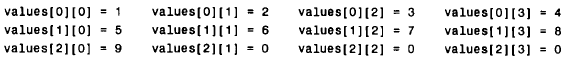 values[0][0] = 1 values[0][1] = 2 values[0][2] = 3 values[0][3] = 4
values[1][0] = 5 values[1][1] = 6 values[1][2] = 7 values[1][3] = 8
values[2][0] = 9 values[2][1] = 0 values[2][2] = 0 values[2][3] = 0